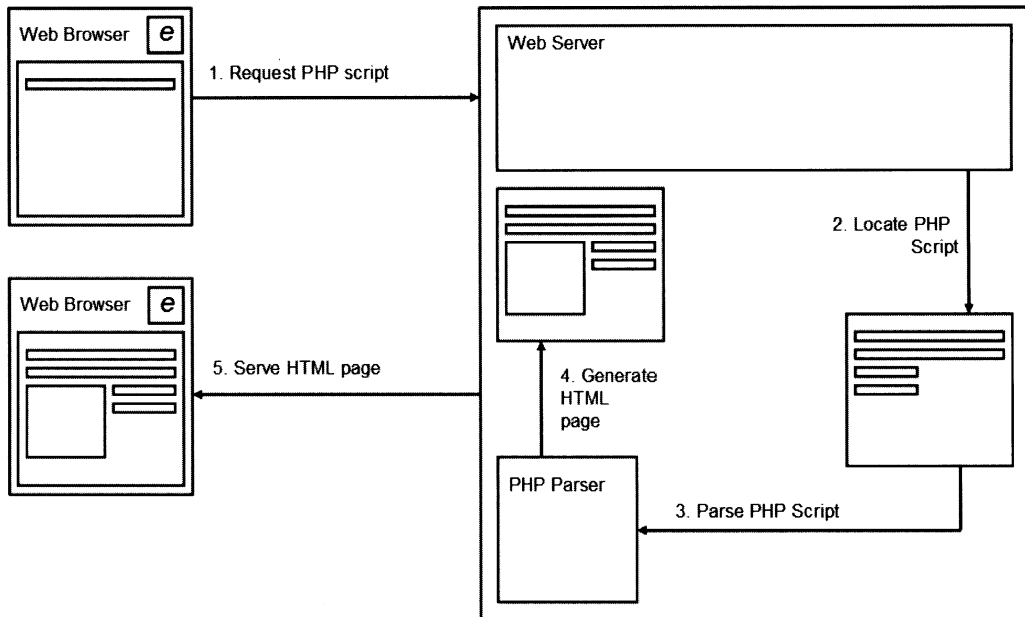 Web Browser
e
1. Request PHP script
Web Server
2. Locate PHP
Script
Web Browser
e
5. Serve HTML page
4. Generate
HTML
page
PHP Parser
3. Parse PHP Script